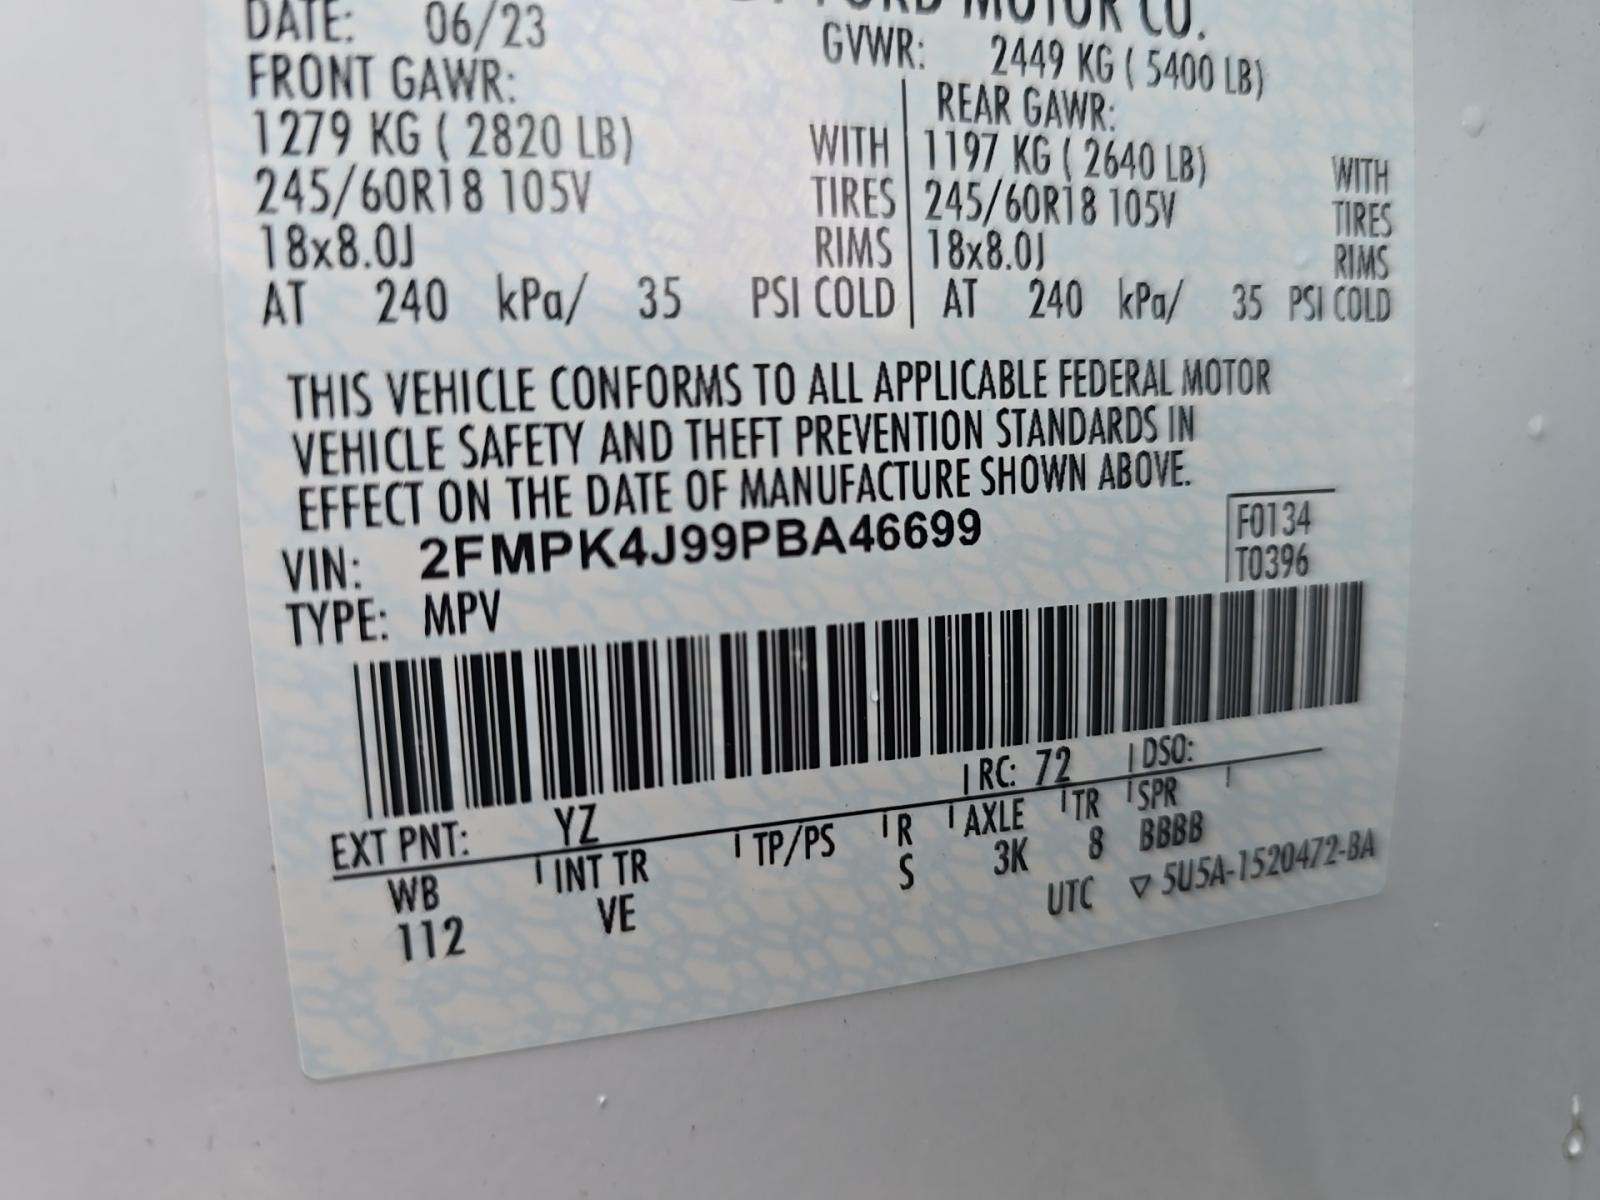 DATE: 06/23
FORD MOTOR CO.
GVWR: 2449 KG ( 5400 LB)
FRONT GAWR:
1279 KG ( 2820 LB) WITH
245/60R18 105V TIRES
18x8.0J RIMS
AT 240 kPa/ 35 PSI COLD
REAR GAWR:
1197 KG ( 2640 LB) WITH
245/60R18 105V TIRES
18x8.0J RIMS
AT 240 kPa/ 35 PSI COLD
THIS VEHICLE CONFORMS TO ALL APPLICABLE FEDERAL MOTOR
VEHICLE SAFETY AND THEFT PREVENTION STANDARDS IN
EFFECT ON THE DATE OF MANUFACTURE SHOWN ABOVE.
VIN: 2FMPK4J99PBA46699
TYPE: MPV
F0134
T0396
EXT PNT: YZ RC: 72 DSO:
WB INT TR TP/PS R AXLE TR SPR
112 VE S 3K 8 BBBB
UTC ▽ 5U5A-1520472-BA